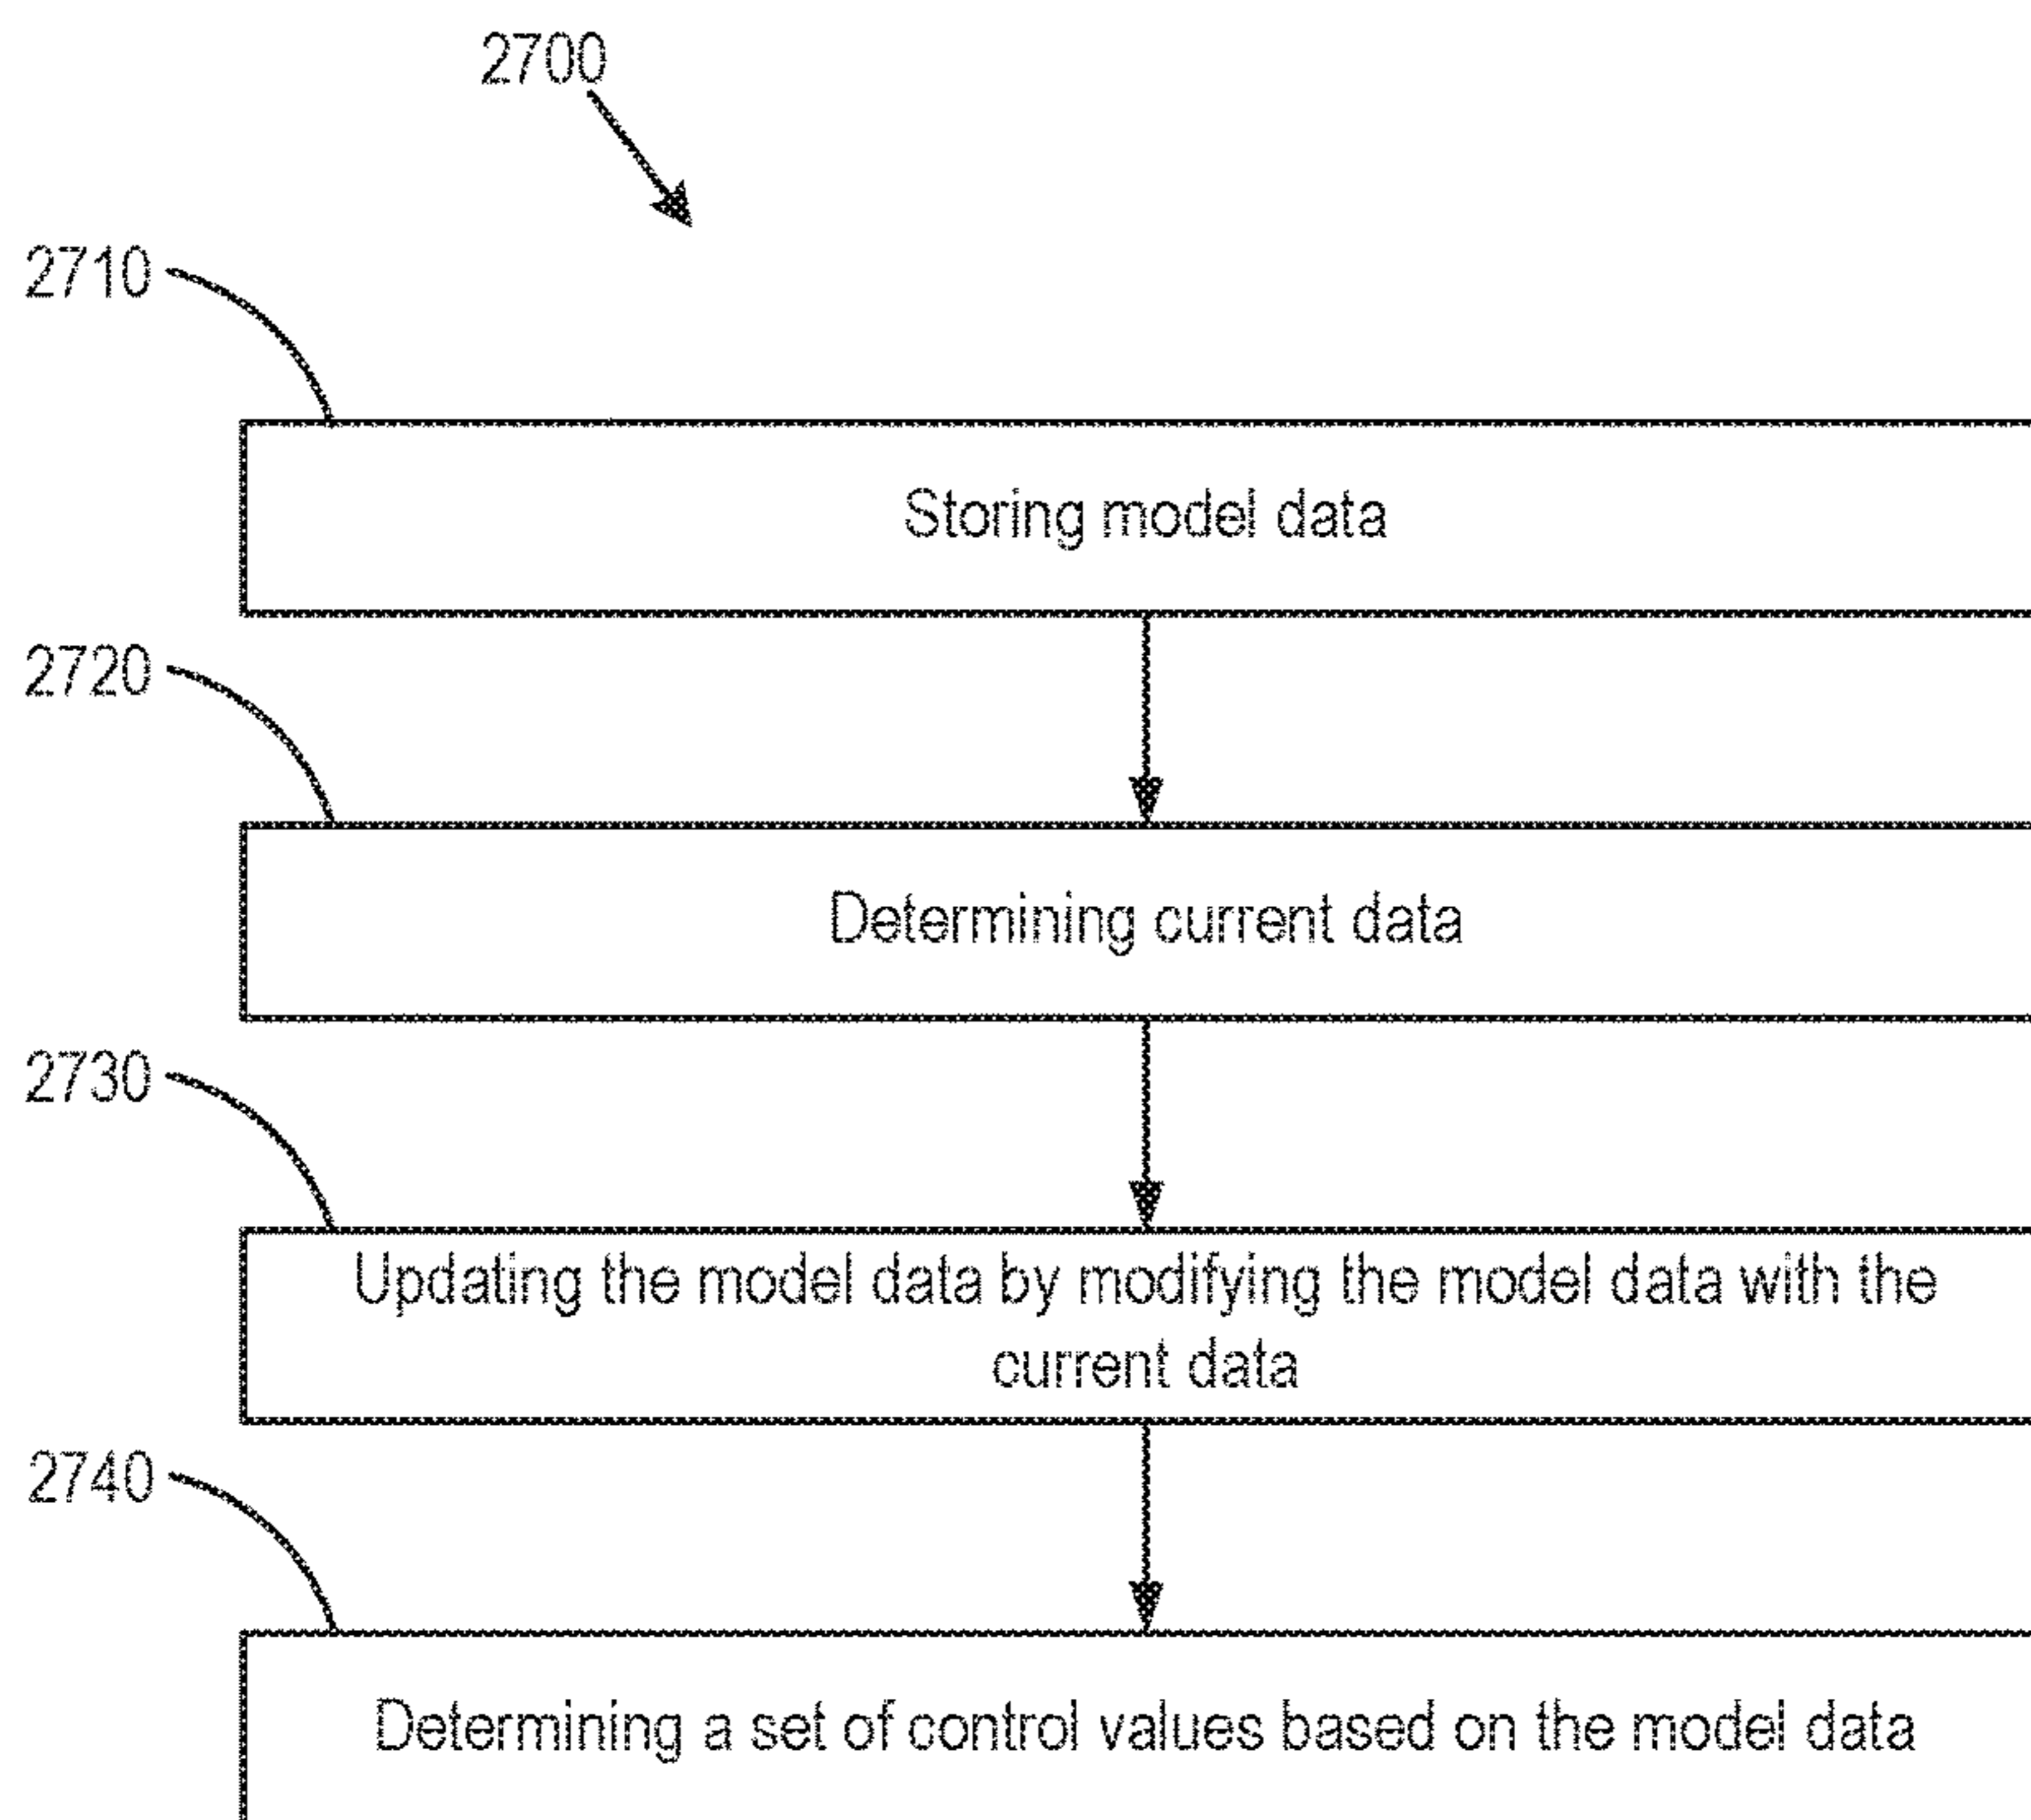 2700
2710
Storing model data
2720
Determining current data
2730
Updating the model data by modifying the model data with the
current data
2740
Determining a set of control values based on the model data